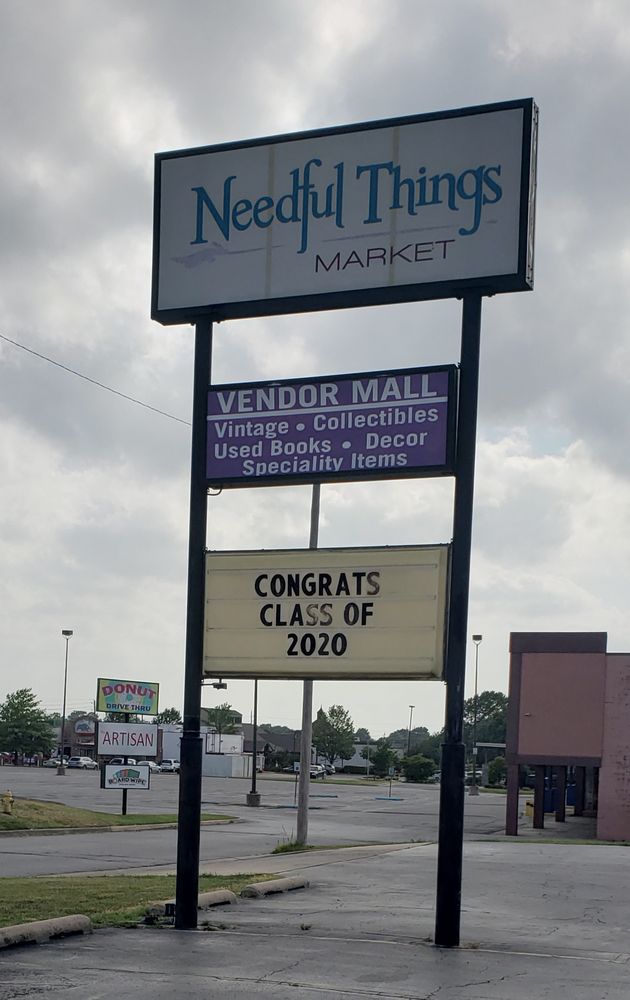 Needful Things
MARKET
VENDOR MALL
Vintage • Collectibles
Used Books • Decor
Speciality Items
CONGRATS
CLASS OF
2020
DONUT
DRIVE THRU
ARTISAN